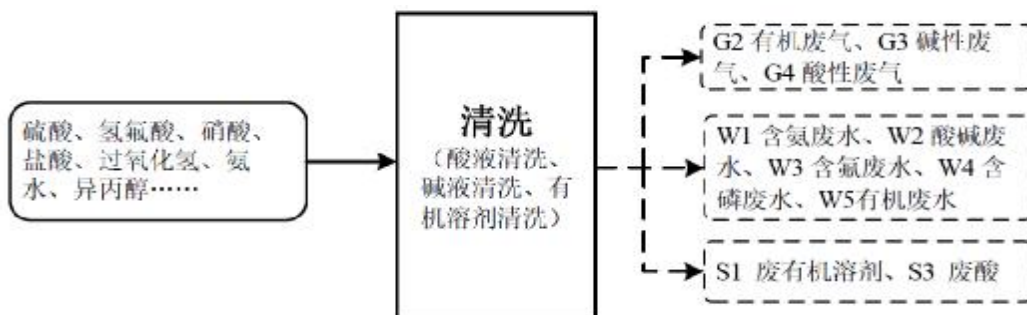 硫酸、氢氟酸、硝酸、
盐酸、过氧化氢、氨
水、异丙醇……
清洗
（酸液清洗、
碱液清洗、有
机溶剂清洗）
G2 有机废气、G3 碱性废
气、G4 酸性废气
W1 含氨废水、W2 酸碱废
水、W3 含氟废水、W4 含
磷废水、W5有机废水
S1 废有机溶剂、S3 废酸